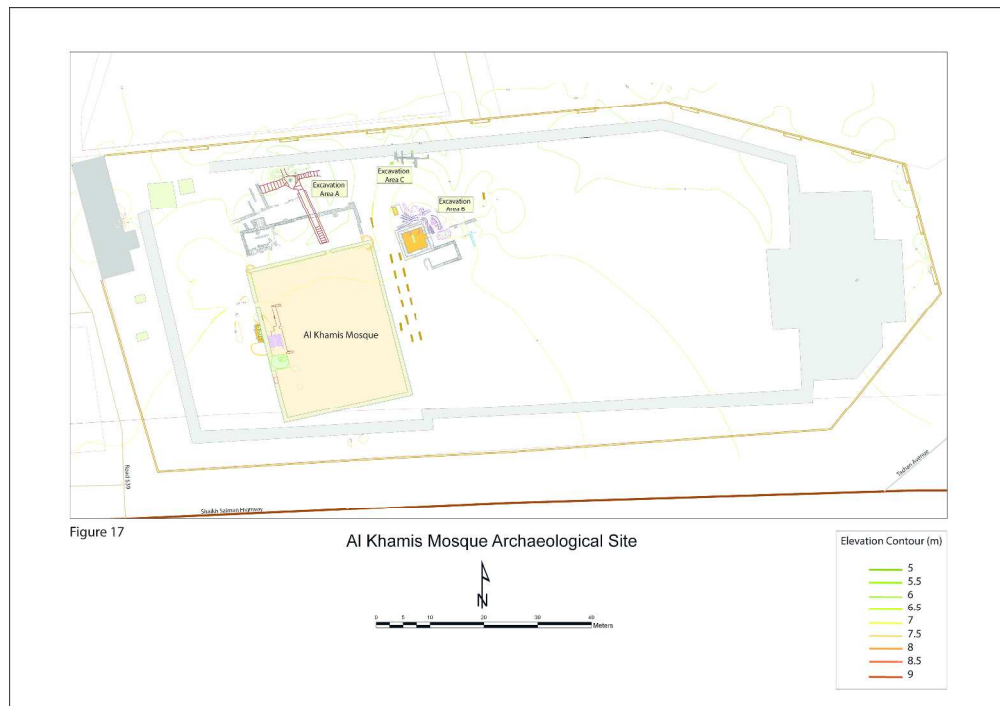 Excavation
Area A
Excavation
Area C
Excavation
Area B
Al Khamis Mosque
Road 539
Shaikh Salman Highway
Tashan Avenue
Figure 17
Al Khamis Mosque Archaeological Site
N
0 5 10 20 30 40
Meters
Elevation Contour (m)
5
5.5
6
6.5
7
7.5
8
8.5
9